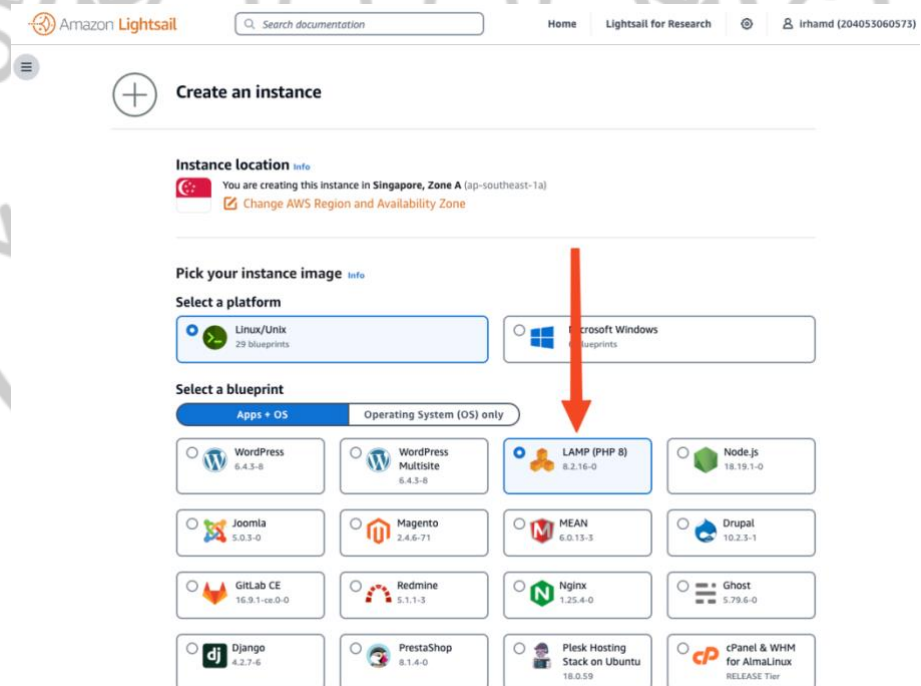 Amazon Lightsail
Search documentation
Home
Lightsail for Research
irhamd (204053060573)
Create an instance
Instance location Info
You are creating this instance in Singapore, Zone A (ap-southeast-1a)
Change AWS Region and Availability Zone
Pick your instance image Info
Select a platform
Linux/Unix
29 blueprints
crosoft Windows
ueprints
Select a blueprint
Apps + OS
Operating System (OS) only
WordPress
6.4.3-8
WordPress
Multisite
6.4.3-8
LAMP (PHP 8)
8.2.16-0
Node.js
18.19.1-0
Joomla
5.0.3-0
Magento
2.4.6-71
MEAN
6.0.13-3
Drupal
10.2.3-1
GitLab CE
16.9.1-ce.0-0
Redmine
5.1.1-3
Nginx
1.25.4-0
Ghost
5.79.6-0
dj
Django
4.2.7-6
PrestaShop
8.1.4-0
Plesk Hosting
Stack on Ubuntu
18.0.59
cP
cPanel & WHM
for AlmaLinux
RELEASE Tier